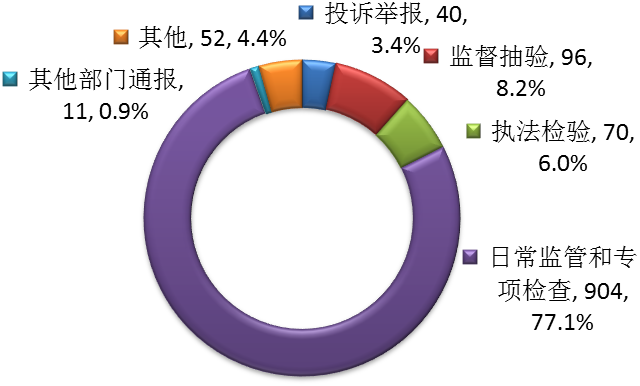 投诉举报, 40,
3.4%
监督抽验, 96,
8.2%
执法检验, 70,
6.0%
日常监管和专
项检查, 904,
77.1%
其他部门通报,
11, 0.9%
其他, 52, 4.4%